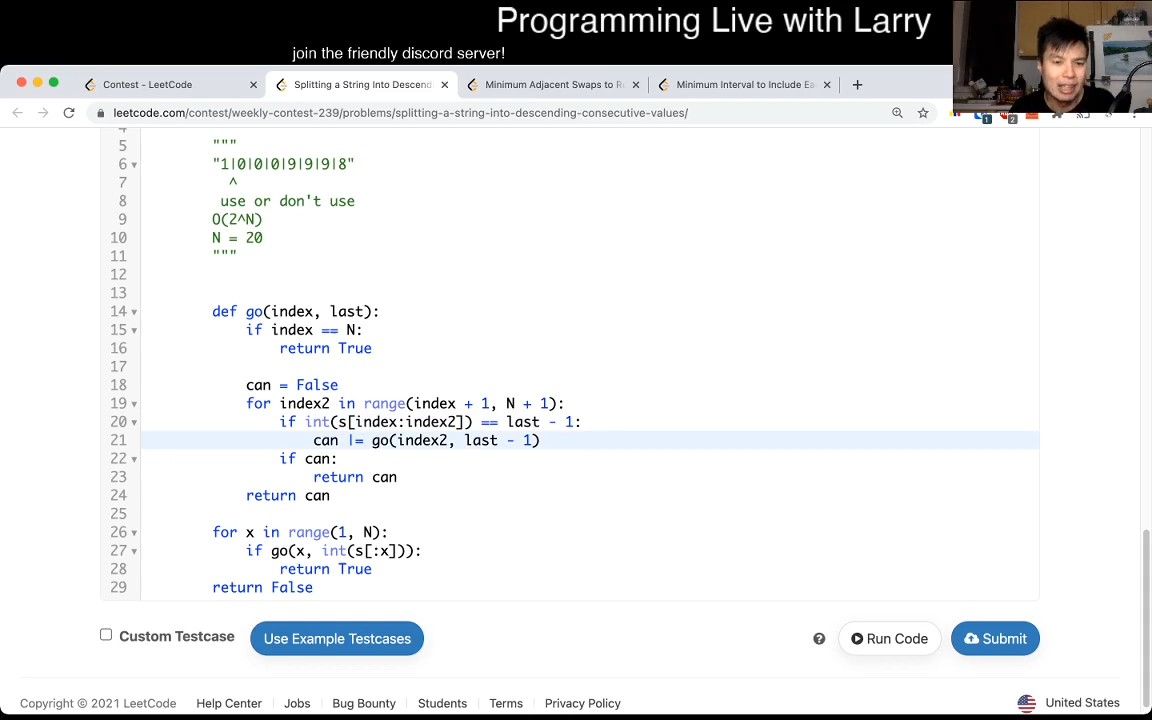 Programming Live with Larry
join the friendly discord server!
Contest - LeetCode
Splitting a String Into Descend
Minimum Adjacent Swaps to R
Minimum Interval to Include Ea
leetcode.com/contest/weekly-contest-239/problems/splitting-a-string-into-descending-consecutive-values/
1
2
4
5 """
6 "1|0|0|0|9|9|9|8"
7 ^
8 use or don't use
9 O(2^N)
10 N = 20
11 """
12
13
14 def go(index, last):
15 if index == N:
16 return True
17
18 can = False
19 for index2 in range(index + 1, N + 1):
20 if int(s[index:index2]) == last - 1:
21 can |= go(index2, last - 1)
22 if can:
23 return can
24 return can
25
26 for x in range(1, N):
27 if go(x, int(s[:x])):
28 return True
29 return False
Custom Testcase
Use Example Testcases
?
Run Code
Submit
Copyright © 2021 LeetCode
Help Center
Jobs
Bug Bounty
Students
Terms
Privacy Policy
United States